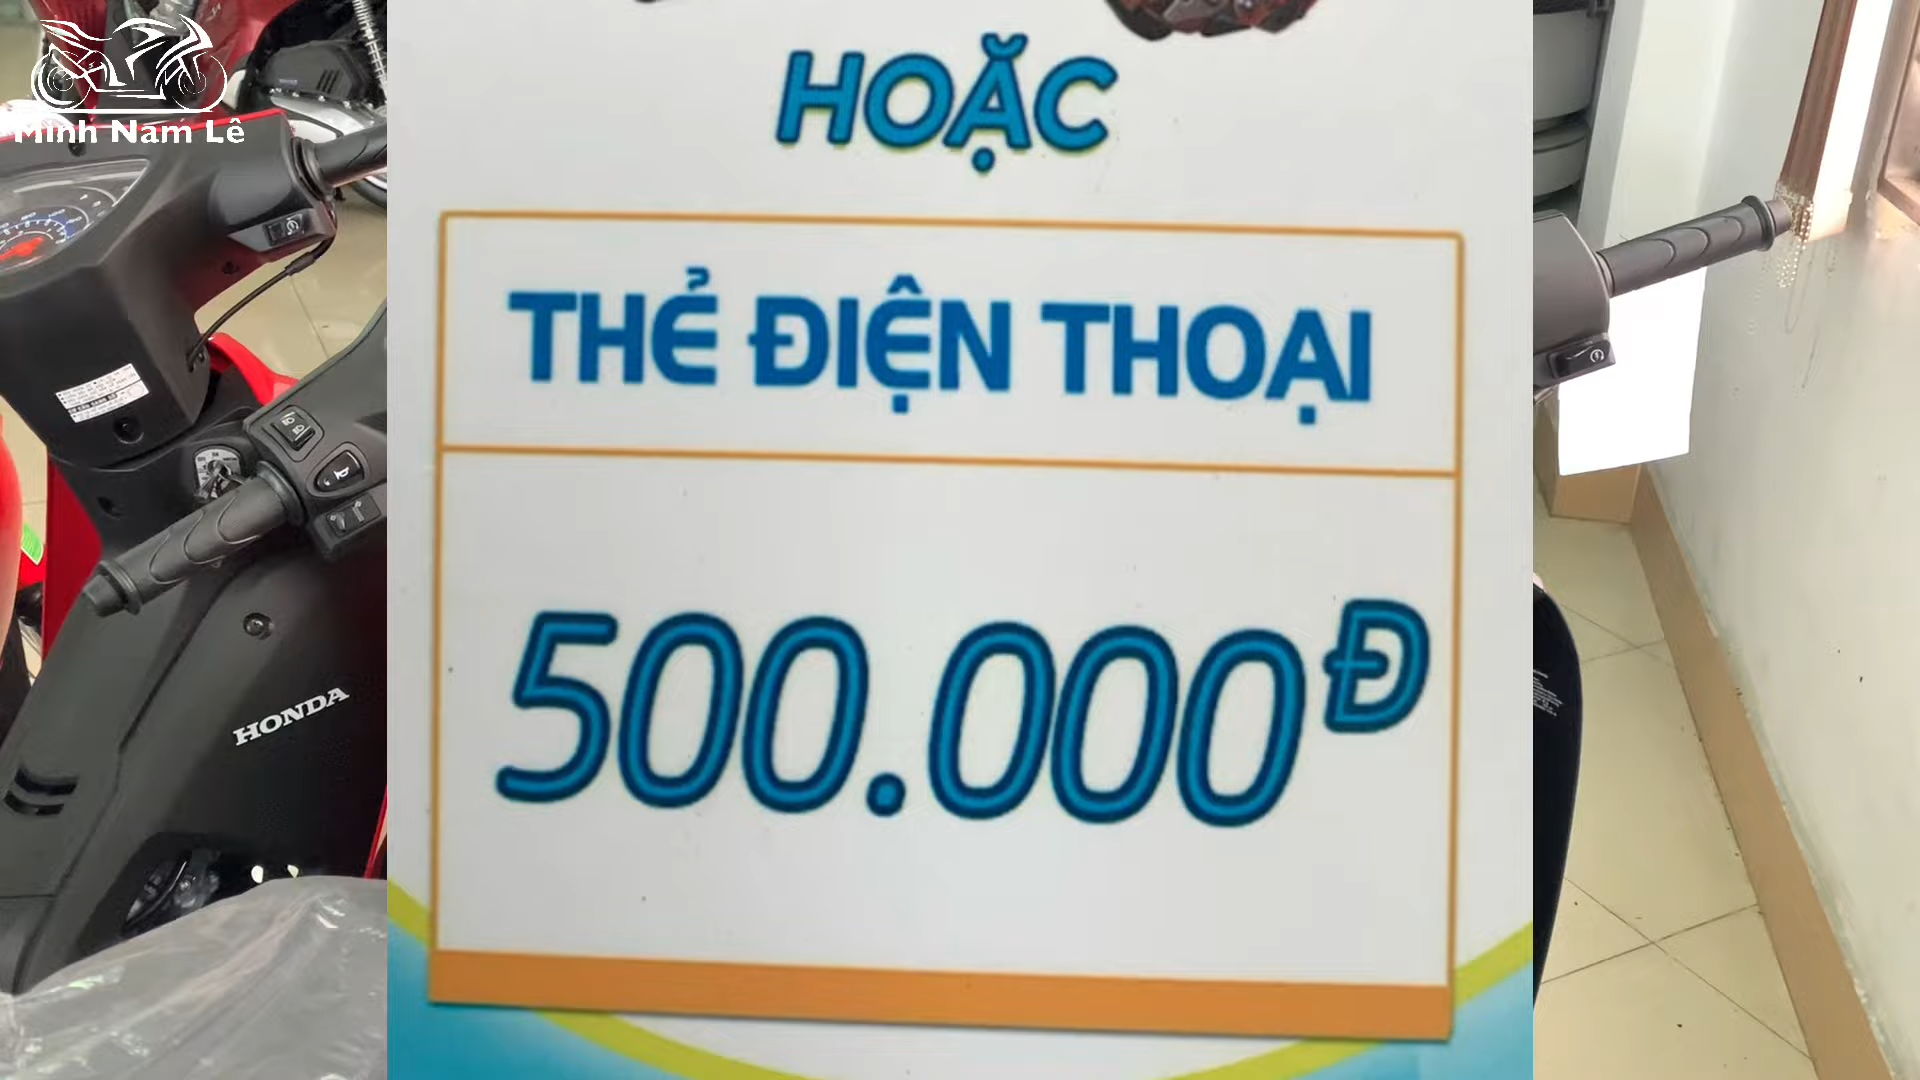 Minh Nam Lê
HOẶC
THẺ ĐIỆN THOẠI
500.000Đ
HONDA